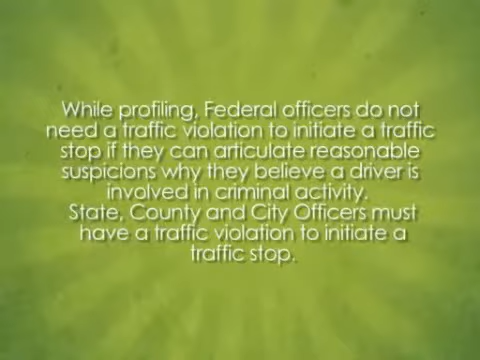 While profiling, Federal officers do not
need a traffic violation to initiate a traffic
stop if they can articulate reasonable
suspicions why they believe a driver is
involved in criminal activity.
State, County and City Officers must
have a traffic violation to initiate a
traffic stop.